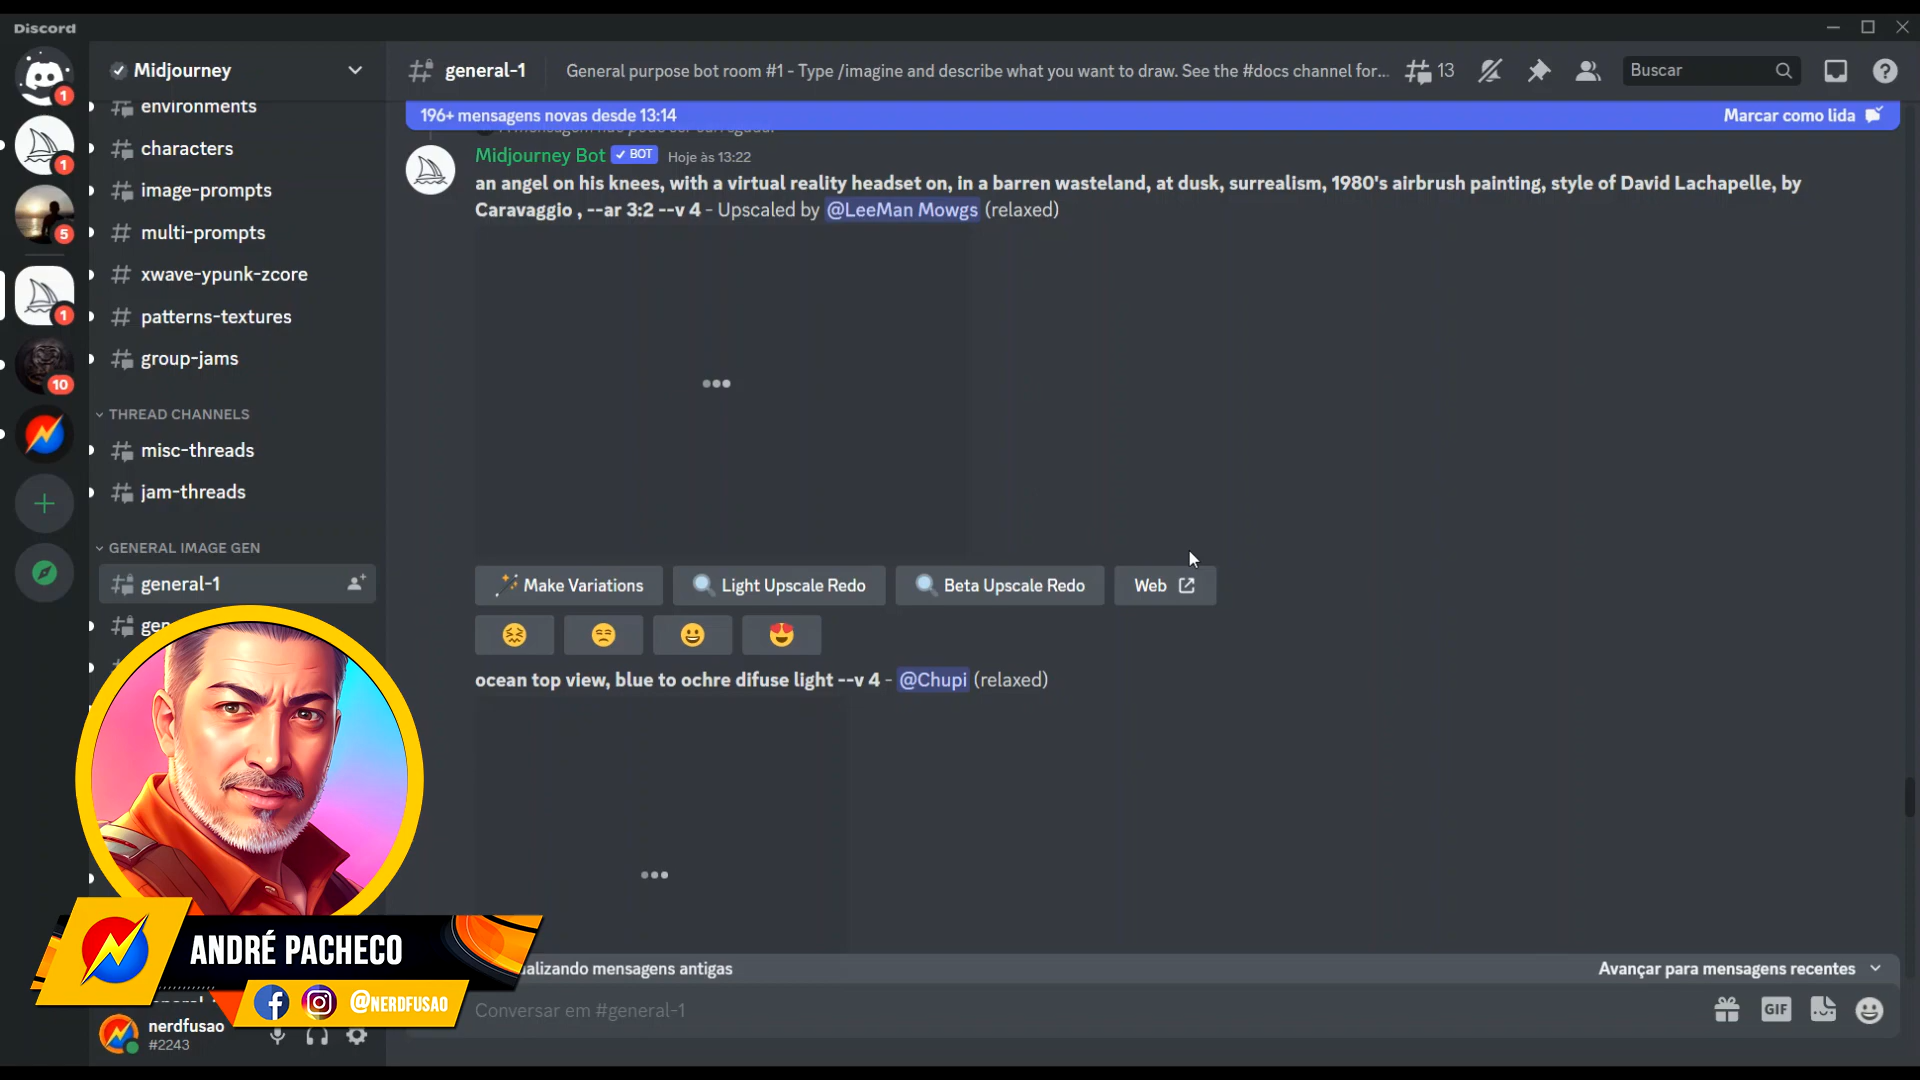 Discord
1
1
5
1
10
Midjourney
environments
characters
image-prompts
multi-prompts
xwave-ypunk-zcore
patterns-textures
group-jams
THREAD CHANNELS
misc-threads
jam-threads
GENERAL IMAGE GEN
general-1
ANDRÉ PACHECO
@NERDFUSAO
nerdfusao
#2243
general-1
General purpose bot room #1 - Type /imagine and describe what you want to draw. See the #docs channel for...
13
Buscar
196+ mensagens novas desde 13:14
Marcar como lida
Midjourney Bot BOT Hoje às 13:22
an angel on his knees, with a virtual reality headset on, in a barren wasteland, at dusk, surrealism, 1980's airbrush painting, style of David Lachapelle, by
Caravaggio , --ar 3:2 --v 4 - Upscaled by @LeeMan Mowgs (relaxed)
Make Variations
Light Upscale Redo
Beta Upscale Redo
Web
ocean top view, blue to ochre difuse light --v 4 - @Chupi (relaxed)
mensagens antigas
Avançar para mensagens recentes
Conversar em #general-1
GIF